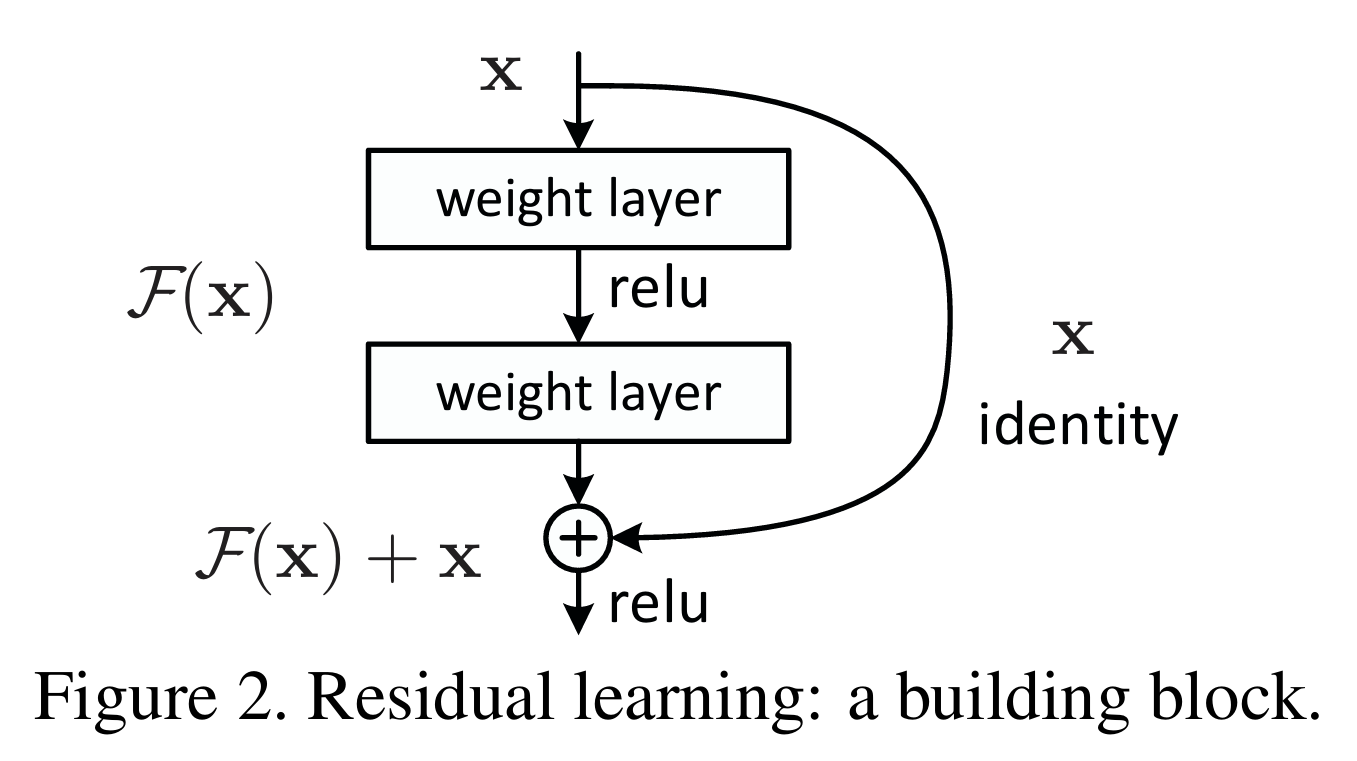 x
weight layer
relu
F(x)
x
weight layer
identity
F(x) + x
+
relu
Figure 2. Residual learning: a building block.